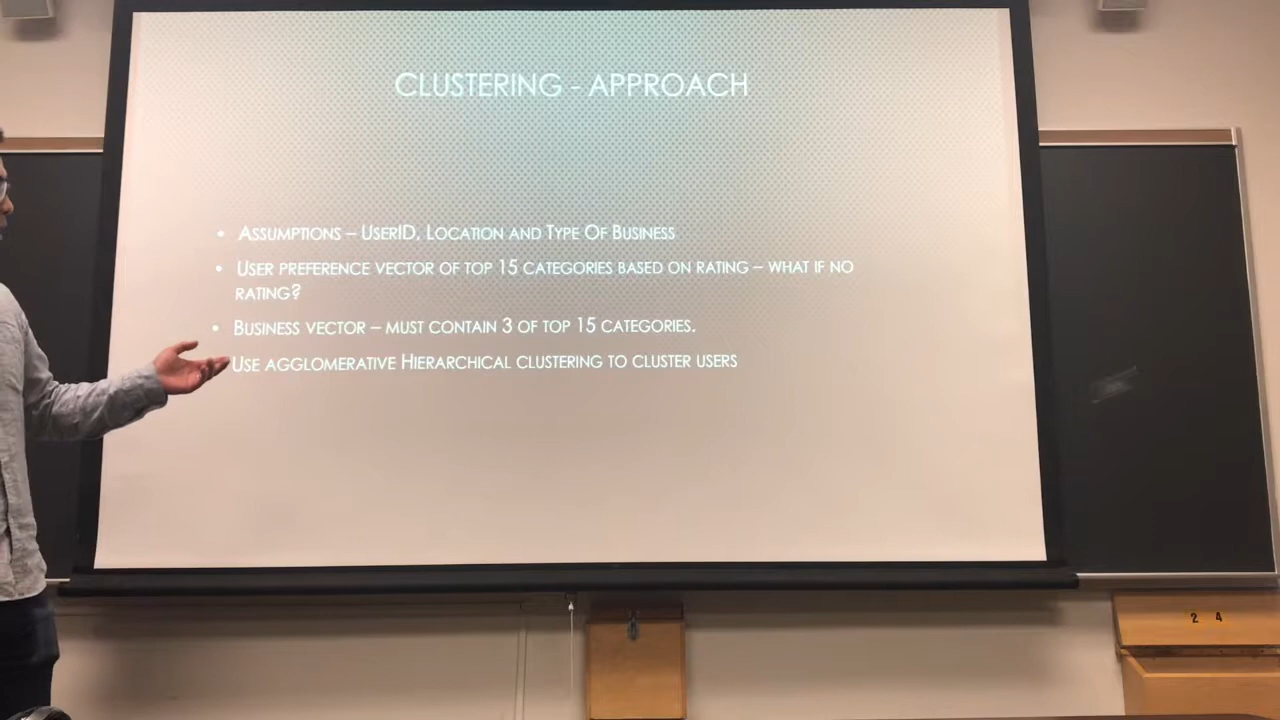 CLUSTERING - APPROACH
• ASSUMPTIONS – USERID, LOCATION AND TYPE OF BUSINESS
• USER PREFERENCE VECTOR OF TOP 15 CATEGORIES BASED ON RATING – WHAT IF NO
RATING?
• BUSINESS VECTOR – MUST CONTAIN 3 OF TOP 15 CATEGORIES.
USE AGGLOMERATIVE HIERARCHICAL CLUSTERING TO CLUSTER USERS
2 4